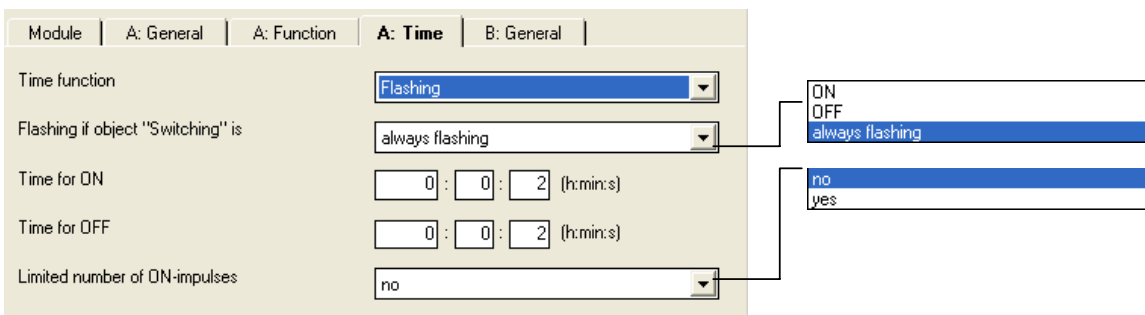 Module A: General A: Function A: Time B: General
Time function Flashing
Flashing if object "Switching" is always flashing
Time for ON 0 : 0 : 2 (h:min:s)
Time for OFF 0 : 0 : 2 (h:min:s)
Limited number of ON-impulses no
ON
OFF
always flashing
no
yes